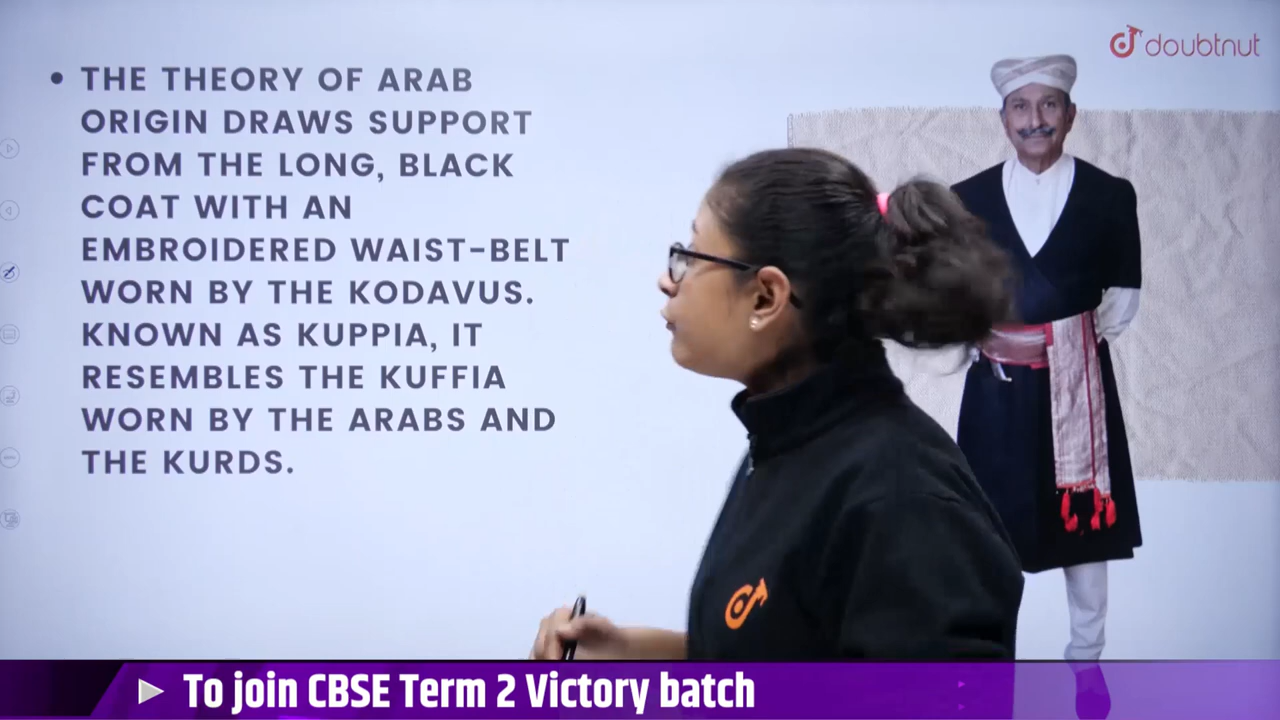 doubtnut
• THE THEORY OF ARAB
ORIGIN DRAWS SUPPORT
FROM THE LONG, BLACK
COAT WITH AN
EMBROIDERED WAIST-BELT
WORN BY THE KODAVUS.
KNOWN AS KUPPIA, IT
RESEMBLES THE KUFFIA
WORN BY THE ARABS AND
THE KURDS.
To join CBSE Term 2 Victory batch